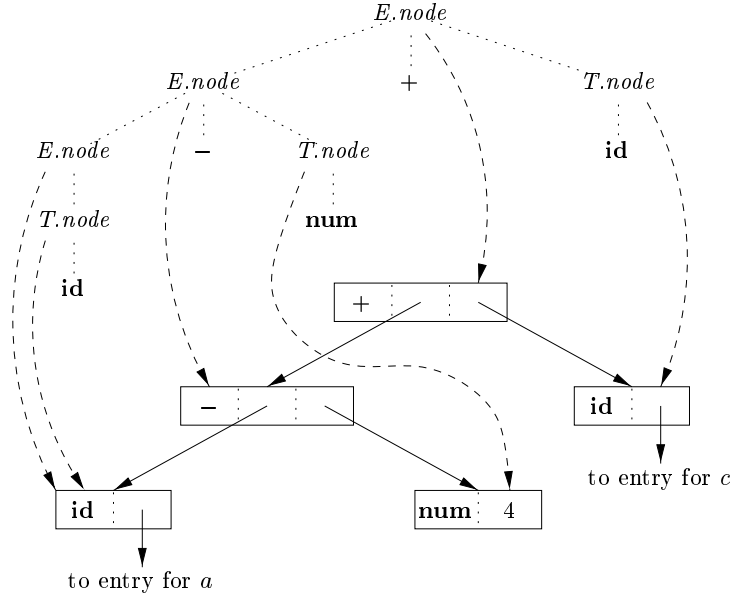 E.node
E.node + T.node
E.node − T.node id
T.node num
id
+
− id
to entry for c
id num 4
to entry for a